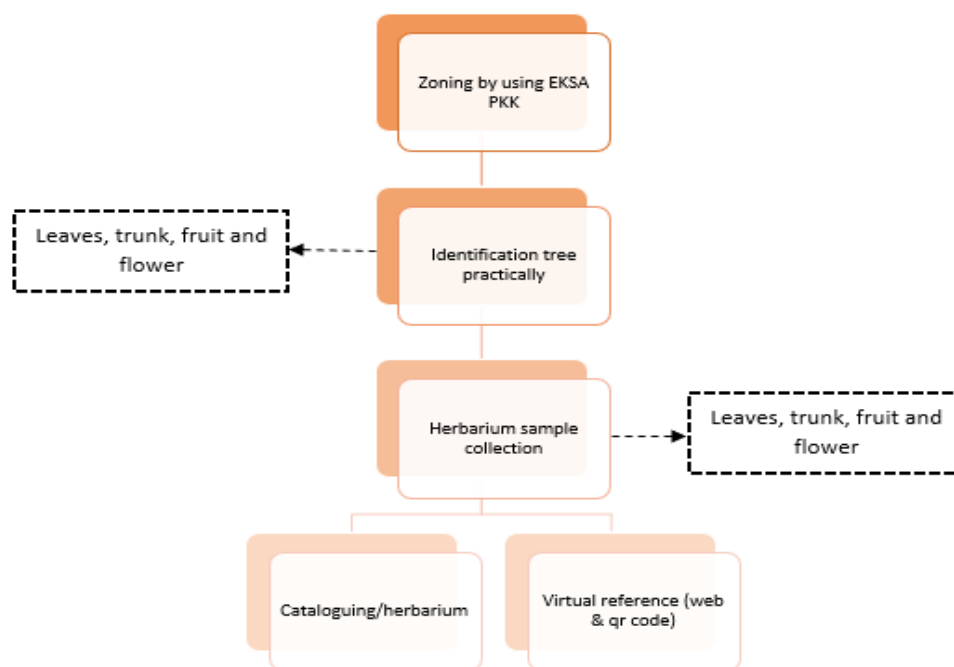 Zoning by using EKSA
PKK
Leaves, trunk, fruit and
flower
Identification tree
practically
Herbarium sample
collection
Leaves, trunk, fruit and
flower
Cataloguing/herbarium
Virtual reference (web
& qr code)